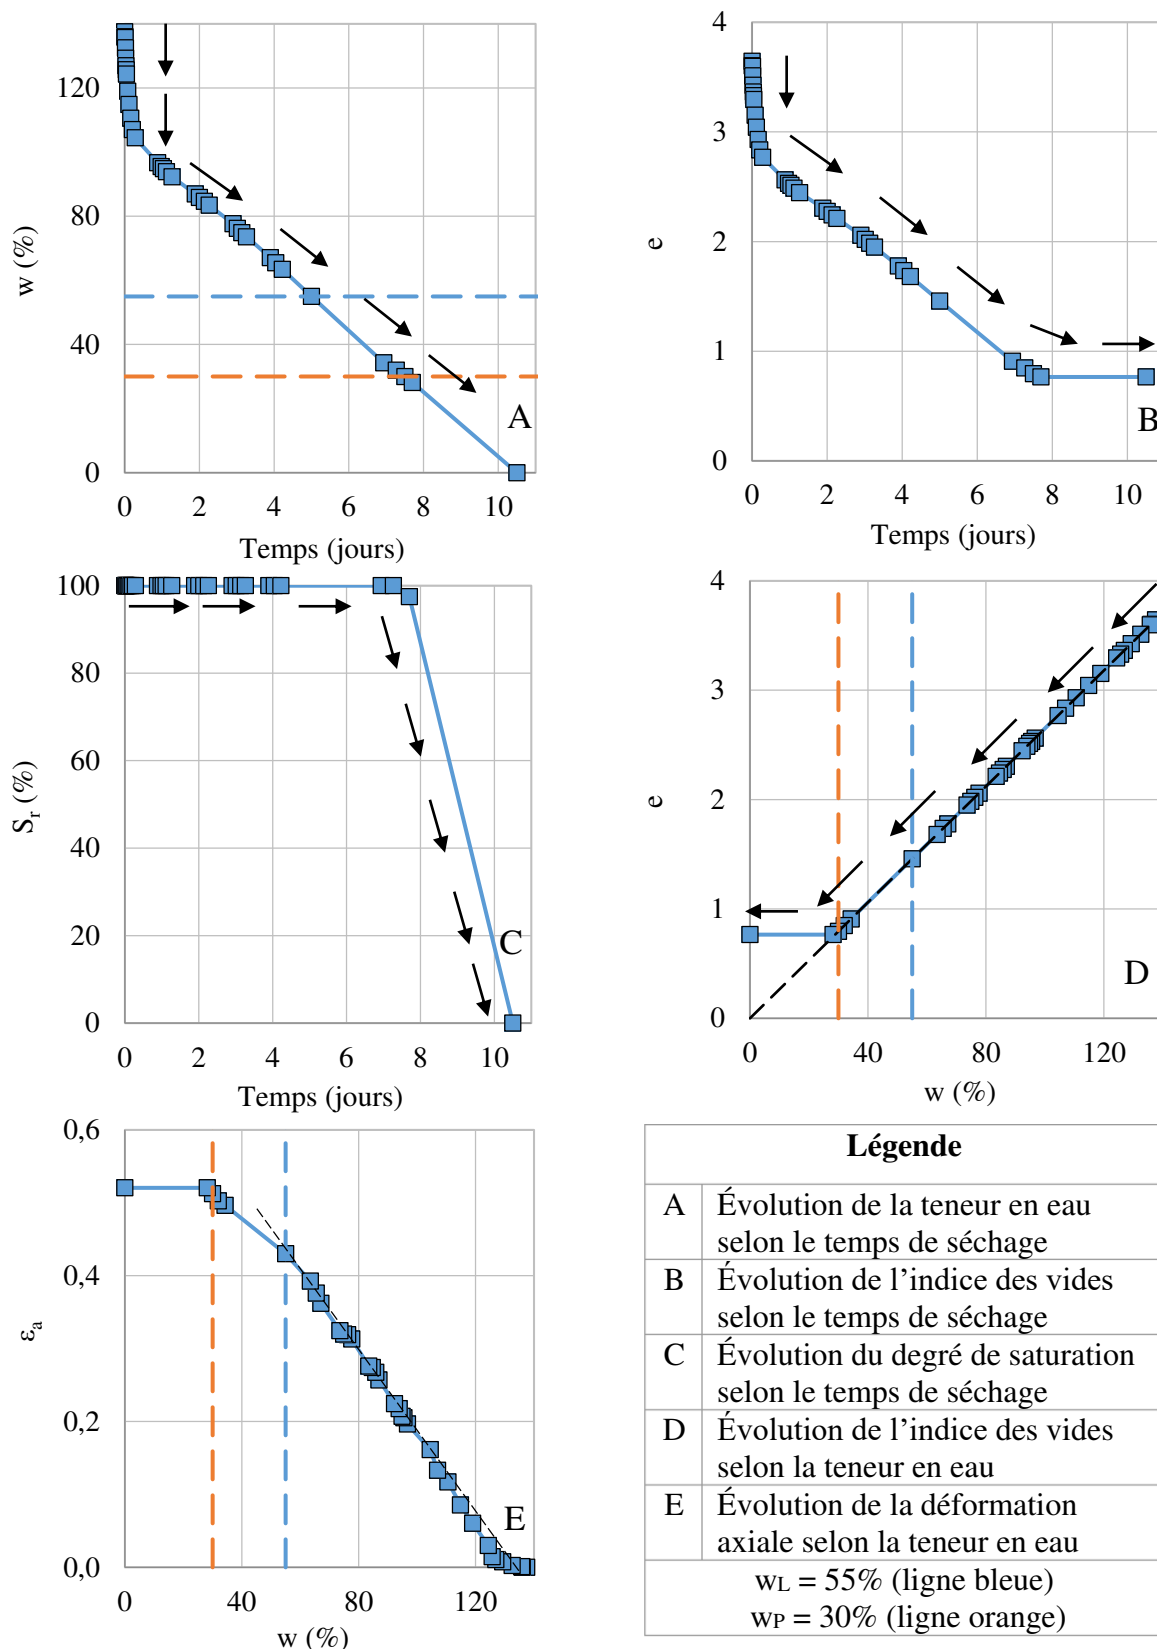 120
80
40
0
w (%)
0 2 4 6 8 10
Temps (jours)
A
4
3
2
1
0
e
0 2 4 6 8 10
Temps (jours)
B
100
80
60
40
20
0
Sr (%)
0 2 4 6 8 10
Temps (jours)
C
4
3
2
1
0
e
0 40 80 120
w (%)
D
0,6
0,4
0,2
0,0
εa
0 40 80 120
w (%)
E
Légende
A Évolution de la teneur en eau
selon le temps de séchage
B Évolution de l’indice des vides
selon le temps de séchage
C Évolution du degré de saturation
selon le temps de séchage
D Évolution de l’indice des vides
selon la teneur en eau
E Évolution de la déformation
axiale selon la teneur en eau
wL = 55% (ligne bleue)
wP = 30% (ligne orange)